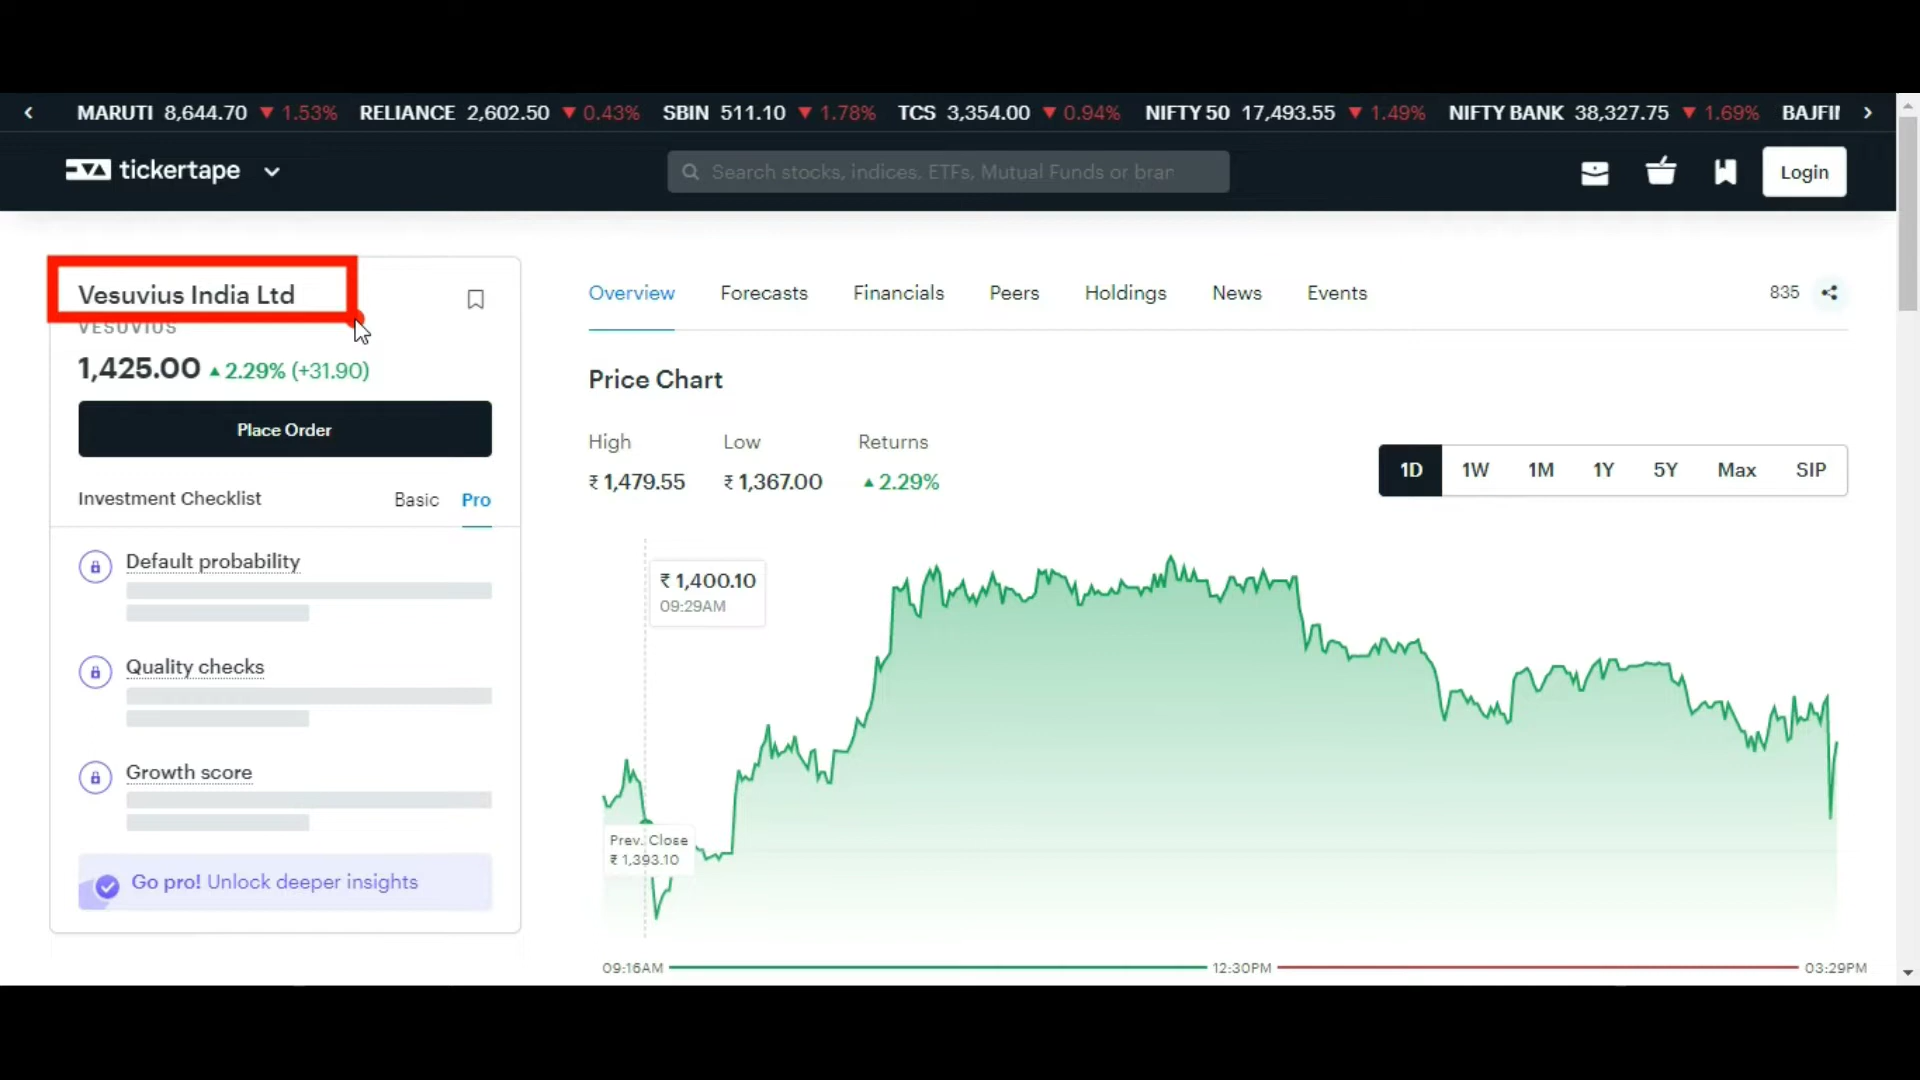 MARUTI 8,644.70 ▼ 1.53% RELIANCE 2,602.50 ▼ 0.43% SBIN 511.10 ▼ 1.78% TCS 3,354.00 ▼ 0.94% NIFTY 50 17,493.55 ▼ 1.49% NIFTY BANK 38,327.75 ▼ 1.69%
tickertape
Search stocks, indices, ETFs, Mutual Funds or
Login
Vesuvius India Ltd
VESUVIUS
1,425.00 ▲ 2.29% (+31.90)
Place Order
Investment Checklist Basic Pro
Default probability
Quality checks
Growth score
Go pro! Unlock deeper insights
Overview Forecasts Financials Peers Holdings News Events 835
Price Chart
High Low Returns
₹ 1,479.55 ₹ 1,367.00 ▲ 2.29%
1D 1W 1M 1Y 5Y Max SIP
₹ 1,400.10
09:29AM
Prev. Close
₹ 1,393.10
09:16AM 12:30PM 03:29PM